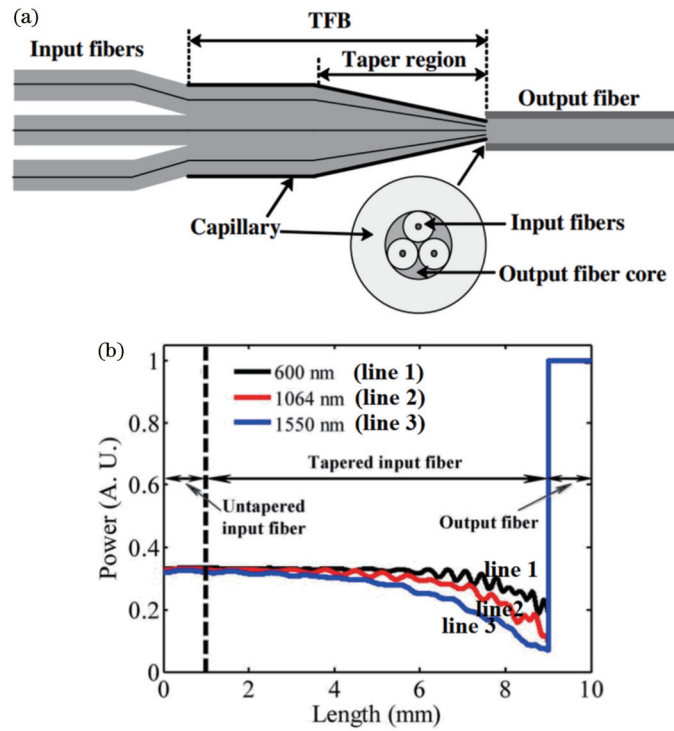 (a)
TFB
Input fibers
Taper region
Output fiber
Capillary
Input fibers
Output fiber core
(b)
1
600 nm (line 1)
1064 nm (line 2)
1550 nm (line 3)
0.8
Tapered input fiber
0.6
Untapered
input fiber
Output fiber
0.4
line 1
line2
line 3
0.2
0
Power (A. U.)
0 2 4 6 8 10
Length (mm)